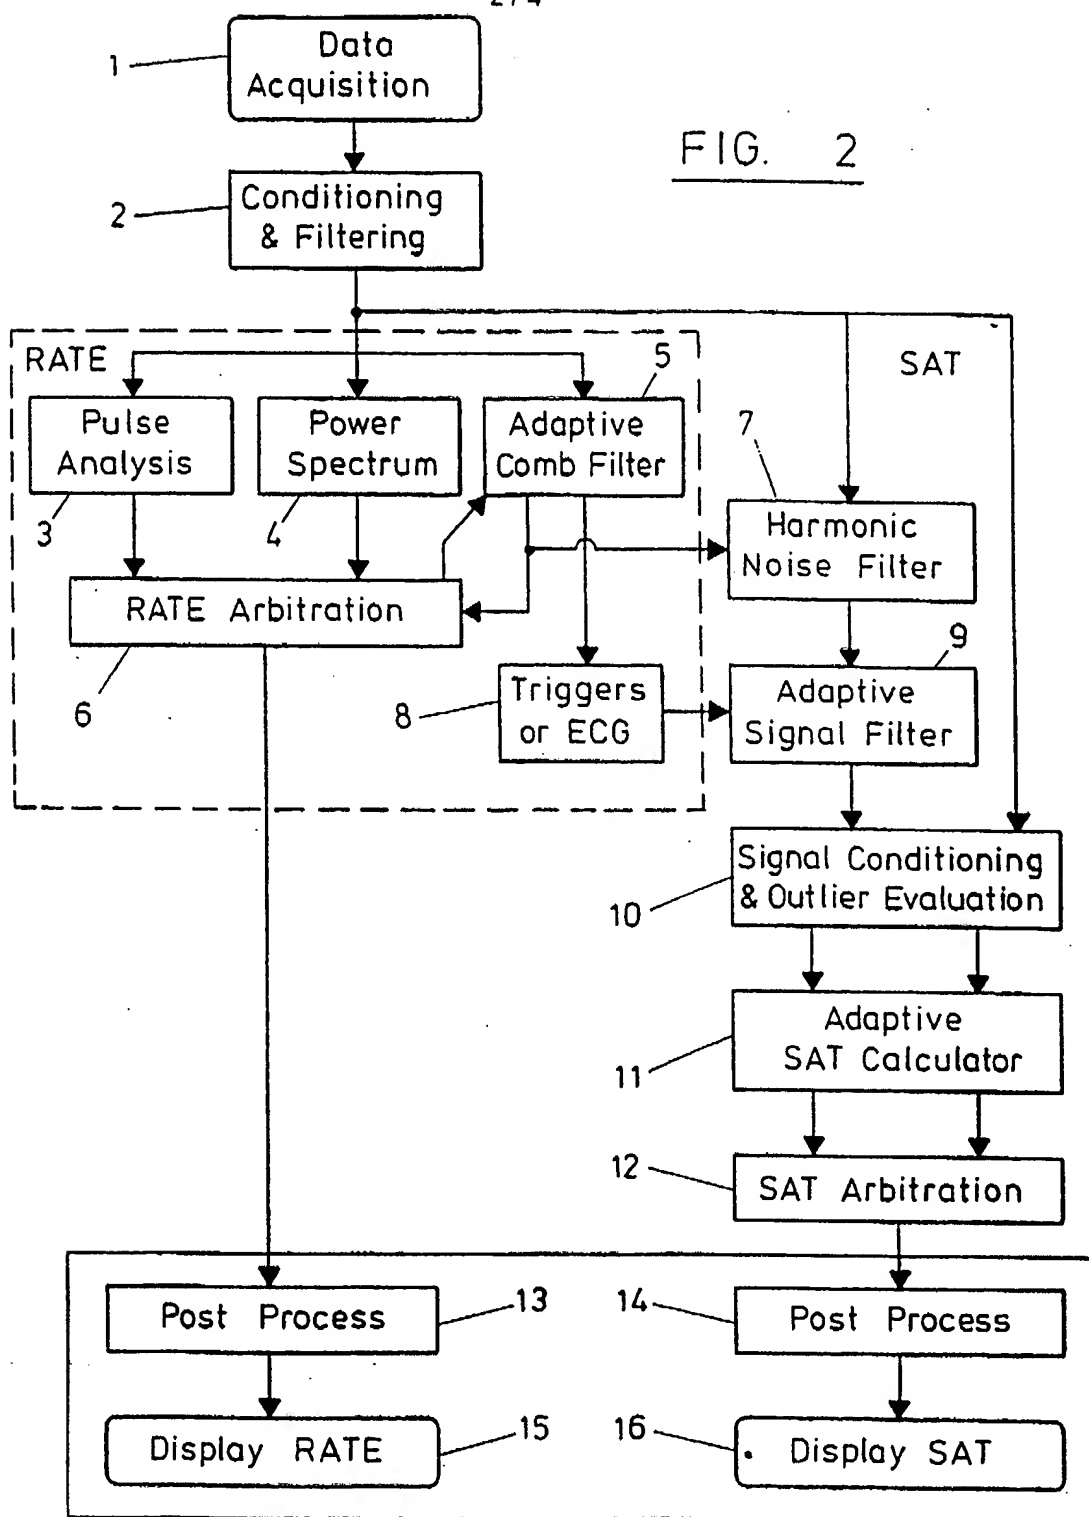 2/4
Data
Acquisition
1
FIG. 2
Conditioning
& Filtering
2
RATE
SAT
5
Pulse
Analysis
3
Power
Spectrum
4
Adaptive
Comb Filter
7
Harmonic
Noise Filter
RATE Arbitration
6
Triggers
or ECG
8
9
Adaptive
Signal Filter
Signal Conditioning
& Outlier Evaluation
10
Adaptive
SAT Calculator
11
12
SAT Arbitration
Post Process
13
14
Post Process
Display RATE
15
16
Display SAT